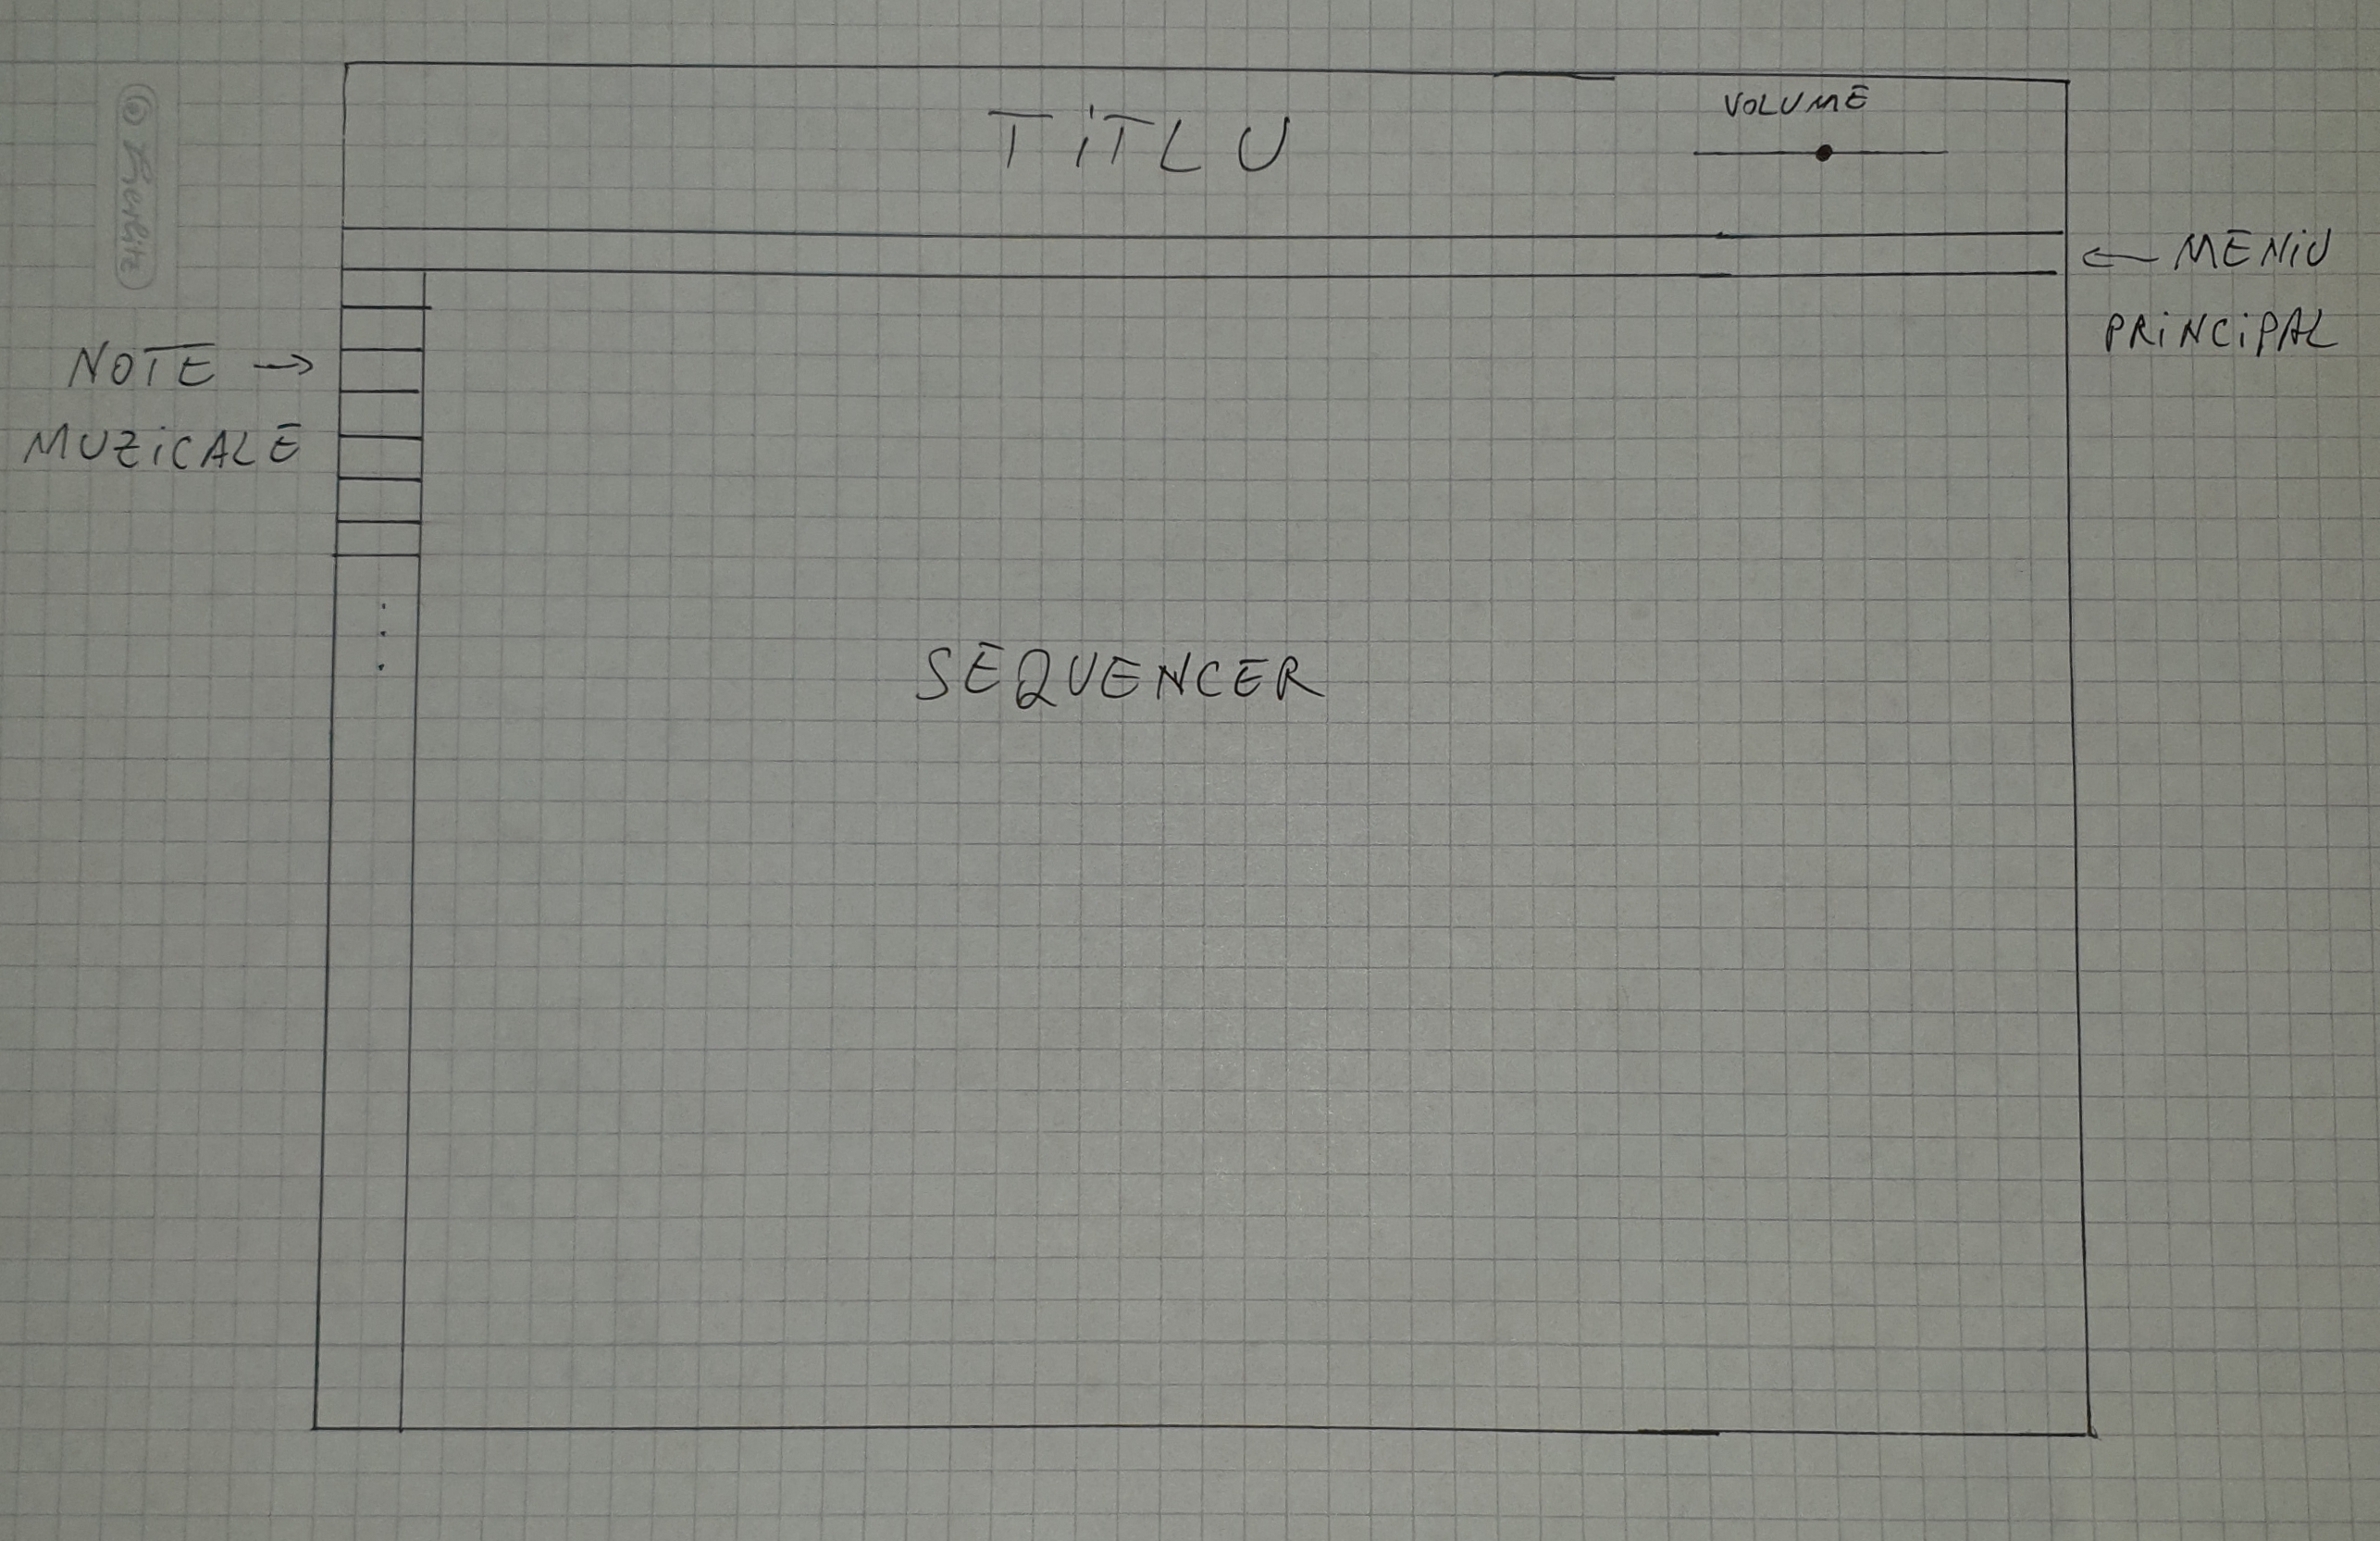 TiTLU
VOLUME
← MENiU
PRiNCiPAL
NOTE →
MUZiCALE
SEQUENCER